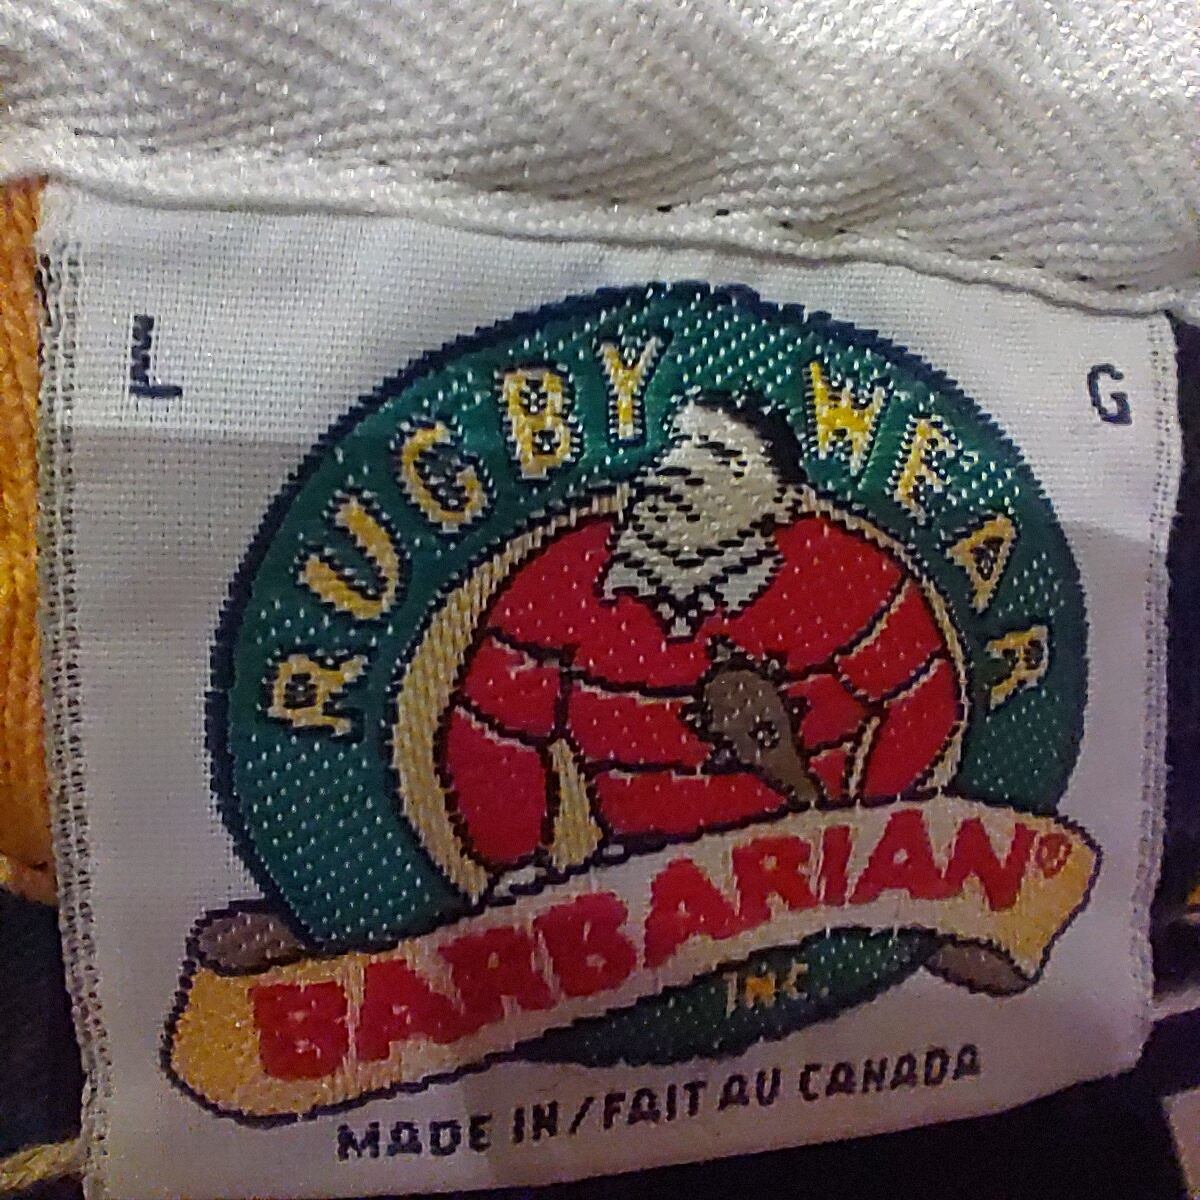 L G
RUGBY WEAR
BARBARIAN®
INC.
MADE IN/FAIT AU CANADA